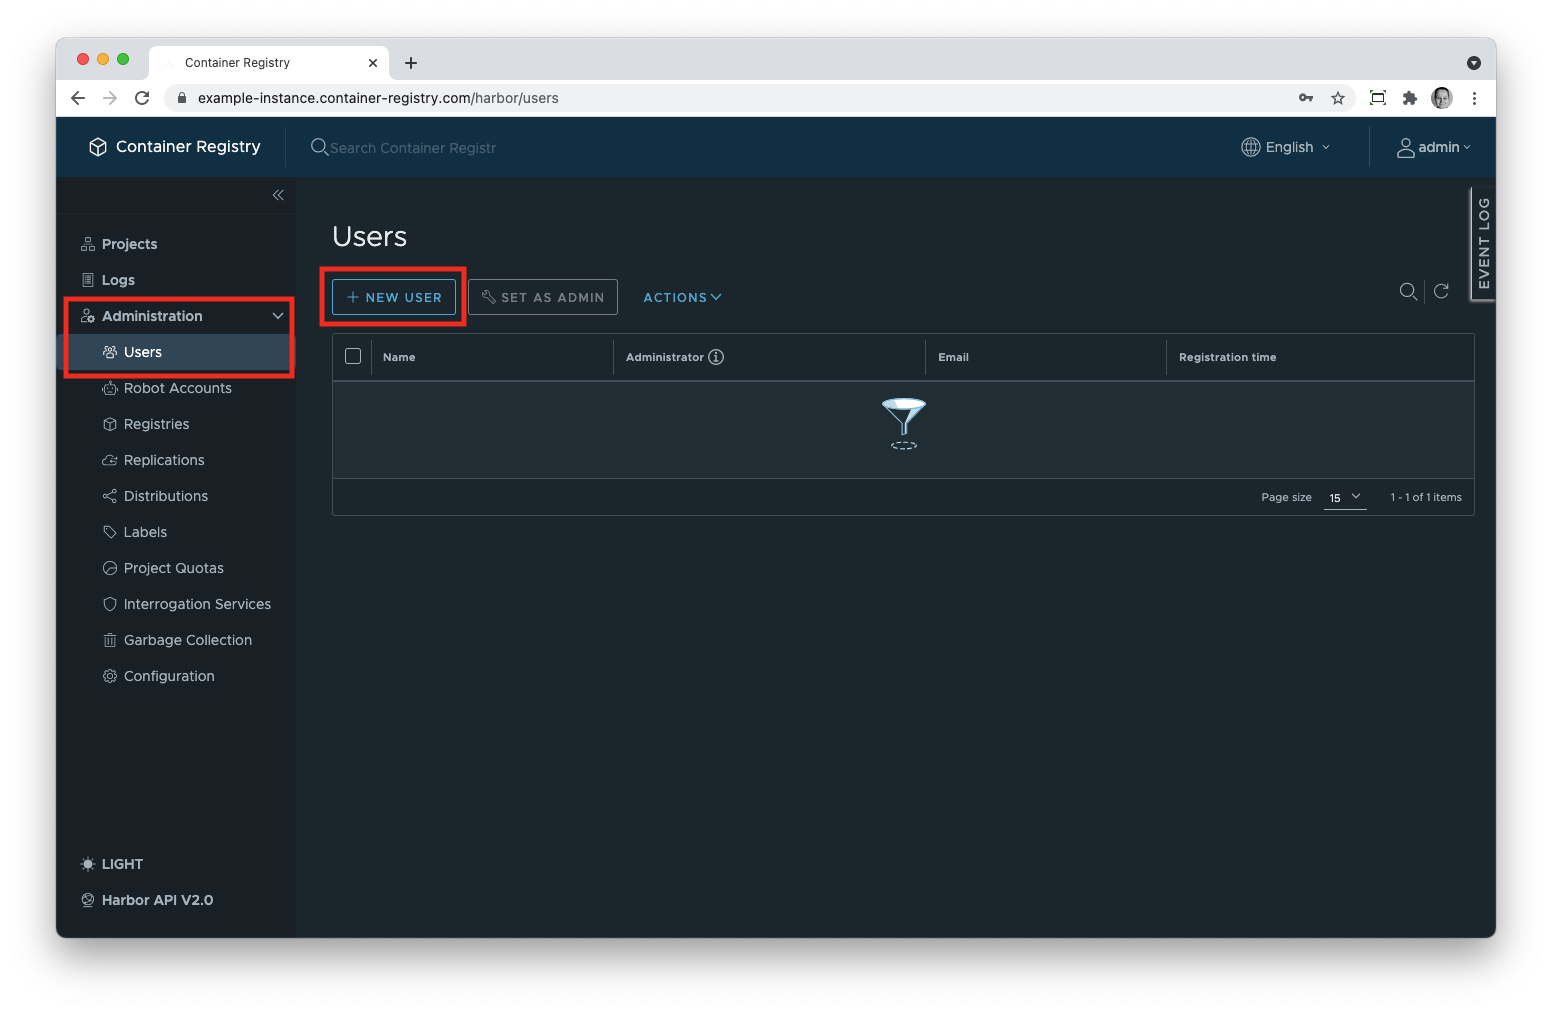 Container Registry
example-instance.container-registry.com/harbor/users
Container Registry
Search Container Registr
English
admin
EVENT LOG
Projects
Logs
Administration
Users
Robot Accounts
Registries
Replications
Distributions
Labels
Project Quotas
Interrogation Services
Garbage Collection
Configuration
LIGHT
Harbor API V2.0
Users
+ NEW USER
SET AS ADMIN
ACTIONS
Name Administrator Email Registration time
Page size 15 1 - 1 of 1 items